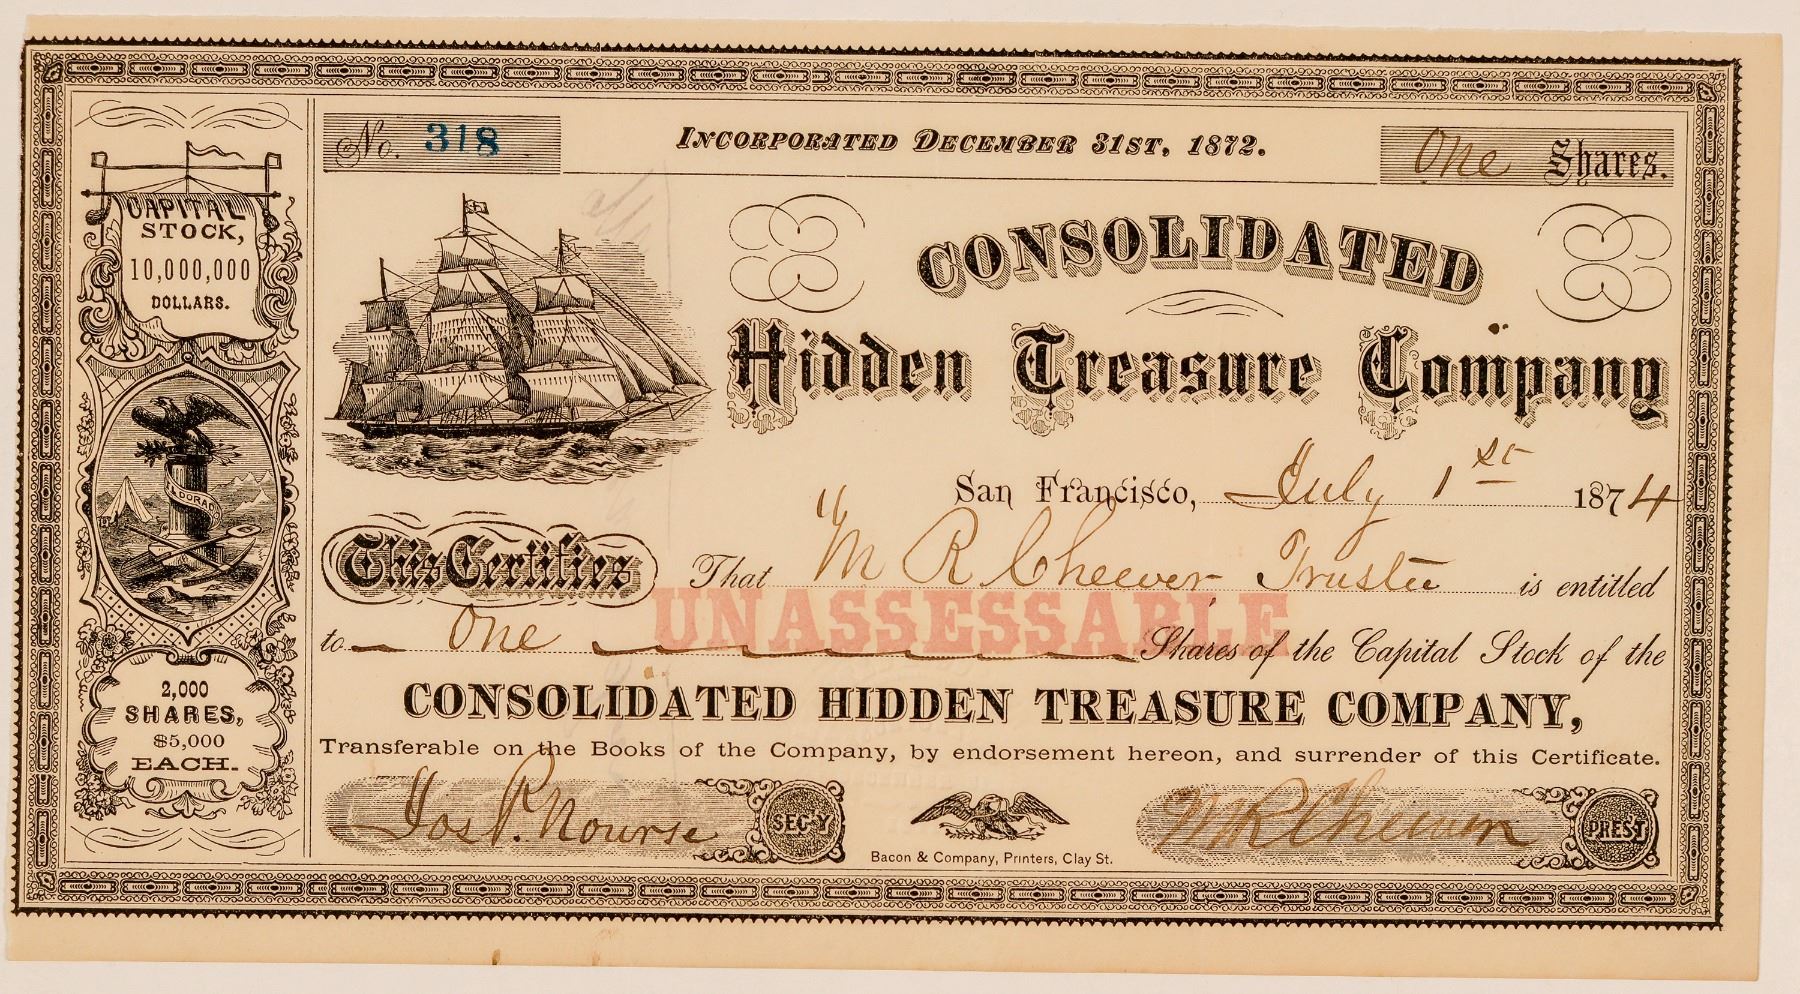 No. 318
INCORPORATED DECEMBER 31ST, 1872.
One Shares.
CAPITAL
STOCK,
10,000,000
DOLLARS.
CONSOLIDATED
Hidden Treasure Company
San Francisco, July 1st 1874
ELDORADO
This Certifies That M R Cheever Trustee is entitled
UNASSESSABLE
to One Shares of the Capital Stock of the
CONSOLIDATED HIDDEN TREASURE COMPANY,
2,000
SHARES,
$5,000
EACH.
Transferable on the Books of the Company, by endorsement hereon, and surrender of this Certificate.
Jos P. Nourse SEC'Y
M R Cheever PREST
Bacon & Company, Printers, Clay St.